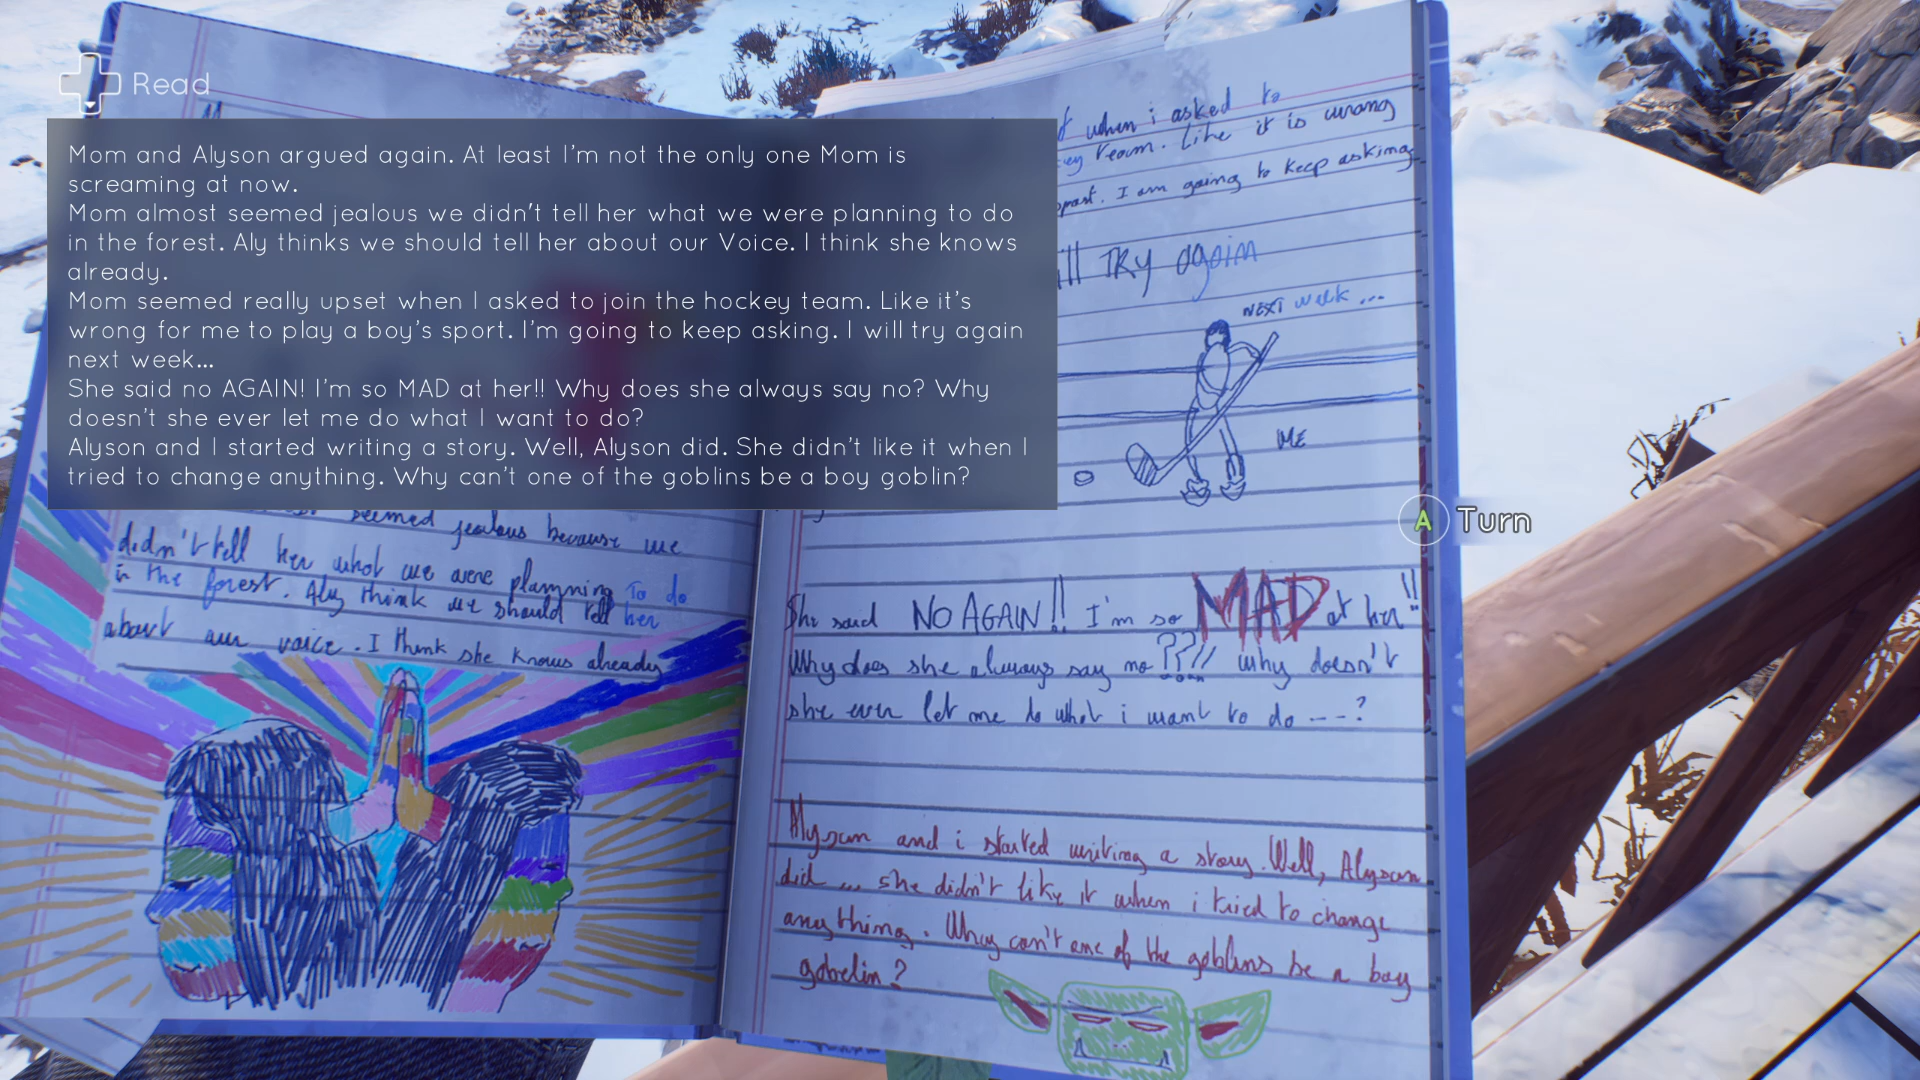 Read
Mom and Alyson argued again. At least I'm not the only one Mom is
screaming at now.
Mom almost seemed jealous we didn't tell her what we were planning to do
in the forest. Aly thinks we should tell her about our Voice. I think she knows
already.
Mom seemed really upset when I asked to join the hockey team. Like it's
wrong for me to play a boy's sport. I'm going to keep asking. I will try again
next week...
She said no AGAIN! I'm so MAD at her!! Why does she always say no? Why
doesn't she ever let me do what I want to do?
Alyson and I started writing a story. Well, Alyson did. She didn't like it when I
tried to change anything. Why can't one of the goblins be a boy goblin?
seemed jealous because we
didn't tell her what we were planning to do
in the forest. Aly think we should tell her
about our voice. I think she knows already
when i asked to
team. Like it is wrong
I am going to keep asking
TRY again
NEXT week ...
ME
A Turn
She said NO AGAIN!! I'm so MAD at her!!
Why does she always say no ??!! why doesn't
she ever let me do what i want to do ---?
Alyson and i started writing a story. Well, Alyson
did ... she didn't like it when i tried to change
anything. Why can't one of the goblins be a boy
gobelin?